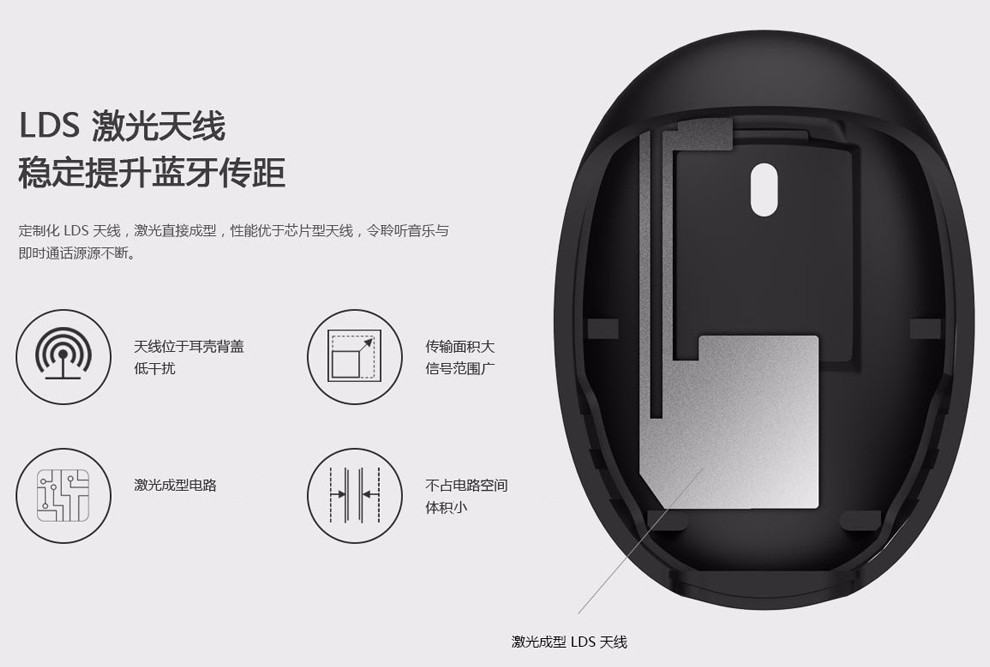 LDS 激光天线
稳定提升蓝牙传距
定制化 LDS 天线，激光直接成型，性能优于芯片型天线，令聆听音乐与
即时通话源源不断。
天线位于耳壳背盖
低干扰
传输面积大
信号范围广
激光成型电路
不占电路空间
体积小
激光成型 LDS 天线